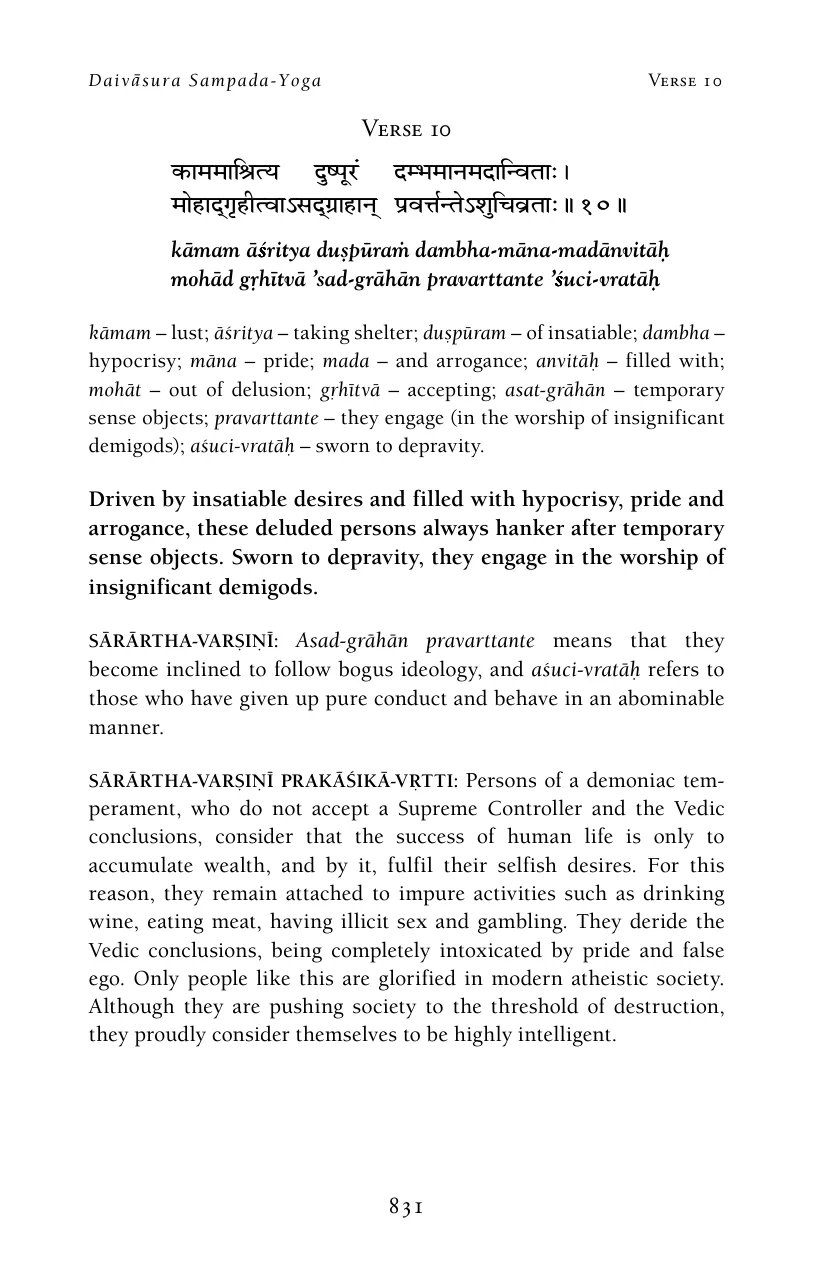 Daivāsura Sampada-Yoga Verse 10
Verse 10
काममाश्रित्य दुष्पूरं दम्भमानमदान्विताः।
मोहाद्गृहीत्वाऽसद्ग्राहान् प्रवर्त्तन्तेऽशुचिव्रताः॥१०॥
kāmam āśritya duṣpūraṁ dambha-māna-madānvitāḥ
mohād gṛhītvā ’sad-grāhān pravarttante ’śuci-vratāḥ
kāmam – lust; āśritya – taking shelter; duṣpūram – of insatiable; dambha –
hypocrisy; māna – pride; mada – and arrogance; anvitāḥ – filled with;
mohāt – out of delusion; gṛhītvā – accepting; asat-grāhān – temporary
sense objects; pravarttante – they engage (in the worship of insignificant
demigods); aśuci-vratāḥ – sworn to depravity.
Driven by insatiable desires and filled with hypocrisy, pride and
arrogance, these deluded persons always hanker after temporary
sense objects. Sworn to depravity, they engage in the worship of
insignificant demigods.
SĀRĀRTHA-VARṢIṆĪ: Asad-grāhān pravarttante means that they
become inclined to follow bogus ideology, and aśuci-vratāḥ refers to
those who have given up pure conduct and behave in an abominable
manner.
SĀRĀRTHA-VARṢIṆĪ PRAKĀŚIKĀ-VṚTTI: Persons of a demoniac tem-
perament, who do not accept a Supreme Controller and the Vedic
conclusions, consider that the success of human life is only to
accumulate wealth, and by it, fulfil their selfish desires. For this
reason, they remain attached to impure activities such as drinking
wine, eating meat, having illicit sex and gambling. They deride the
Vedic conclusions, being completely intoxicated by pride and false
ego. Only people like this are glorified in modern atheistic society.
Although they are pushing society to the threshold of destruction,
they proudly consider themselves to be highly intelligent.
831